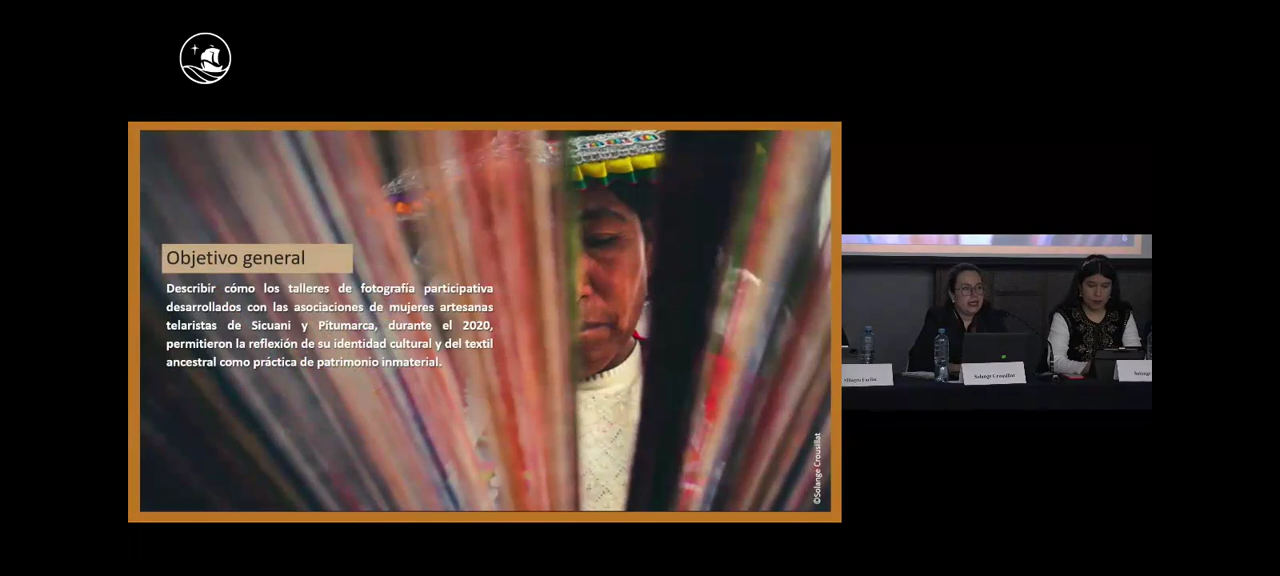 Objetivo general
Describir cómo los talleres de fotografía participativa
desarrollados con las asociaciones de mujeres artesanas
telaristas de Sicuani y Pitumarca, durante el 2020,
permitieron la reflexión de su identidad cultural y del textil
ancestral como práctica de patrimonio inmaterial.
©Solange Crousillat
6
Solange Crousillat